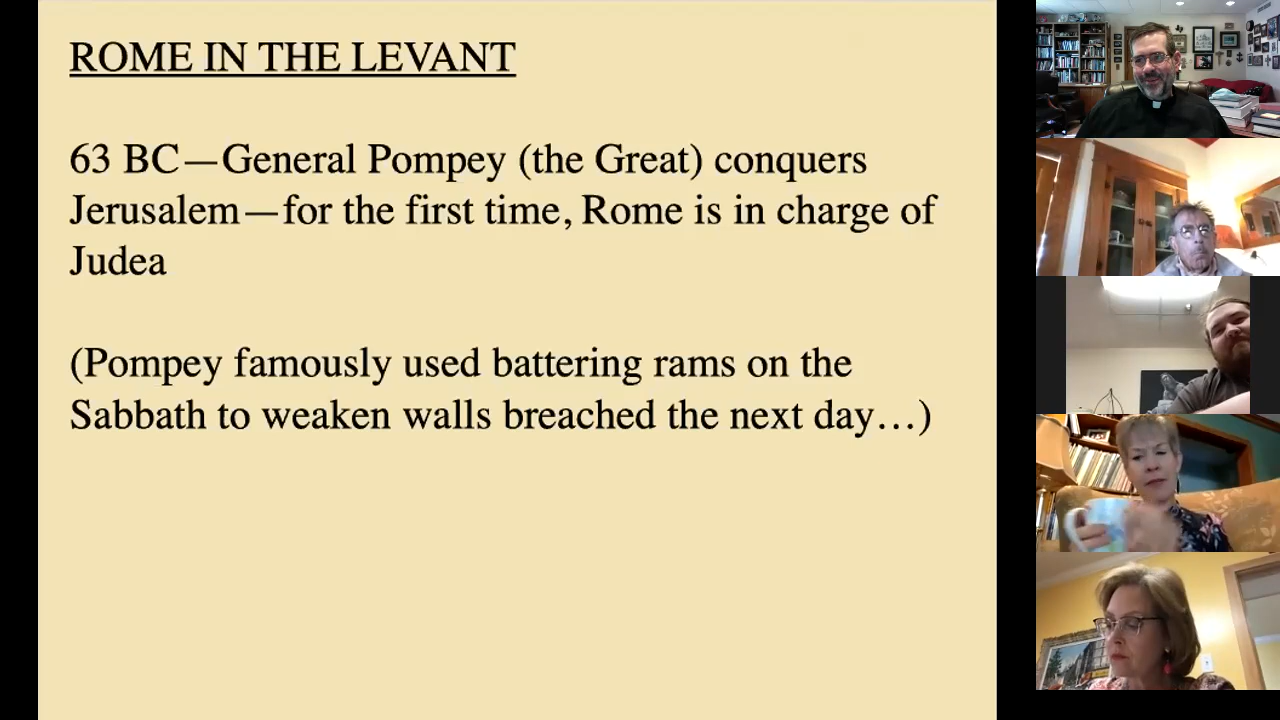 ROME IN THE LEVANT
63 BC—General Pompey (the Great) conquers
Jerusalem—for the first time, Rome is in charge of
Judea
(Pompey famously used battering rams on the
Sabbath to weaken walls breached the next day…)